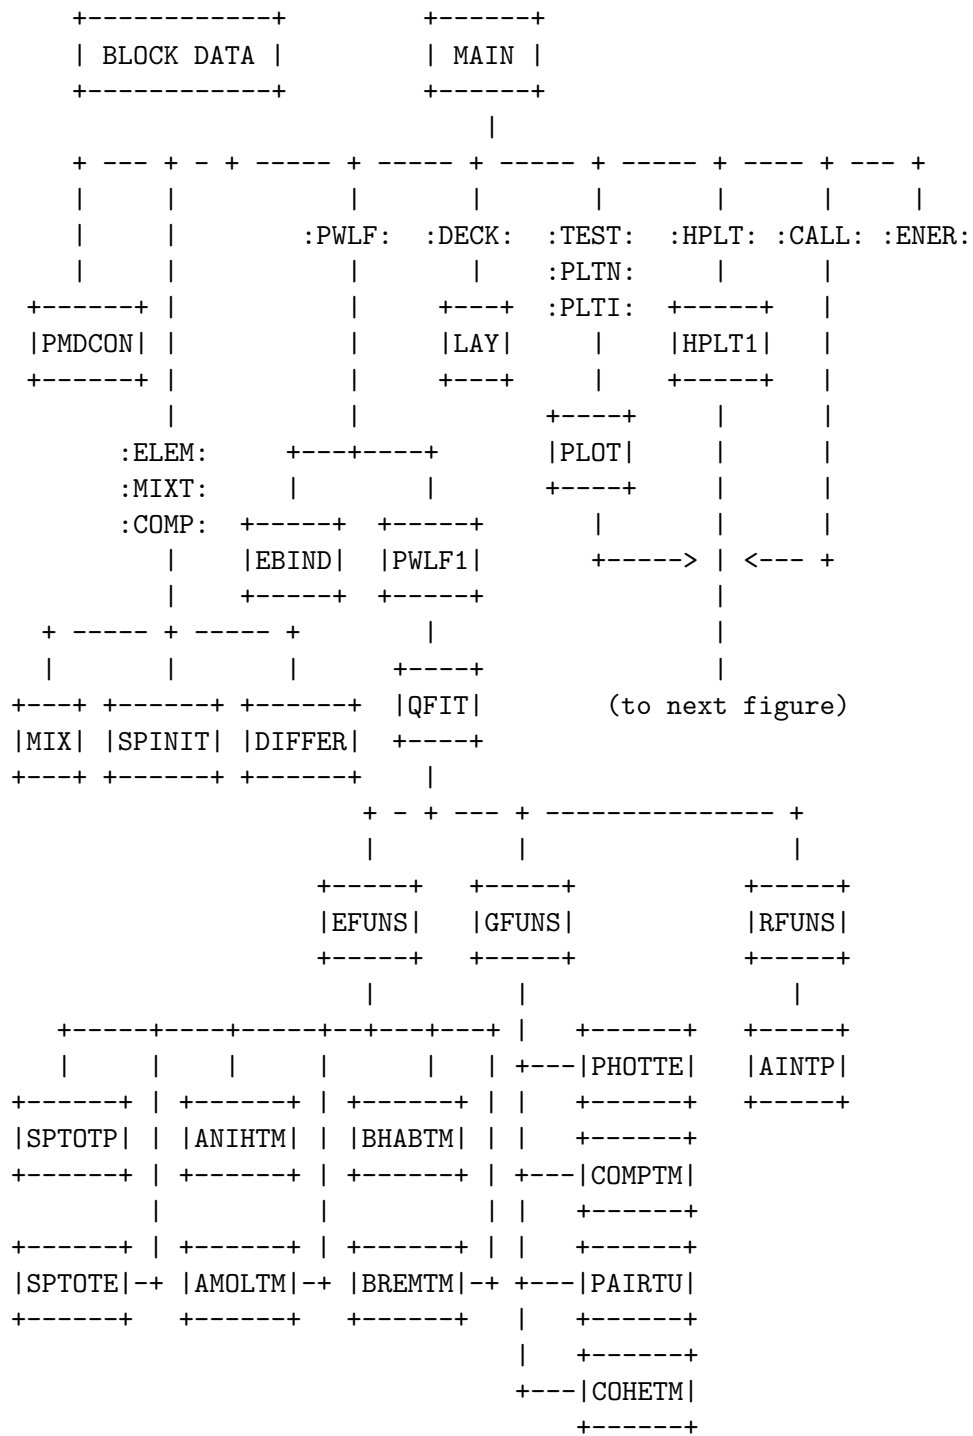 BLOCK DATA MAIN
:PWLF: :DECK: :TEST: :HPLT: :CALL: :ENER:
:PLTN:
:PLTI:
PMDCON LAY HPLT1
:ELEM: PLOT
:MIXT:
:COMP:
EBIND PWLF1
QFIT (to next figure)
MIX SPINIT DIFFER
EFUNS GFUNS RFUNS
PHOTTE AINTP
SPTOTP ANIHTM BHABTM
COMPTM
SPTOTE AMOLTM BREMTM PAIRTU
COHETM